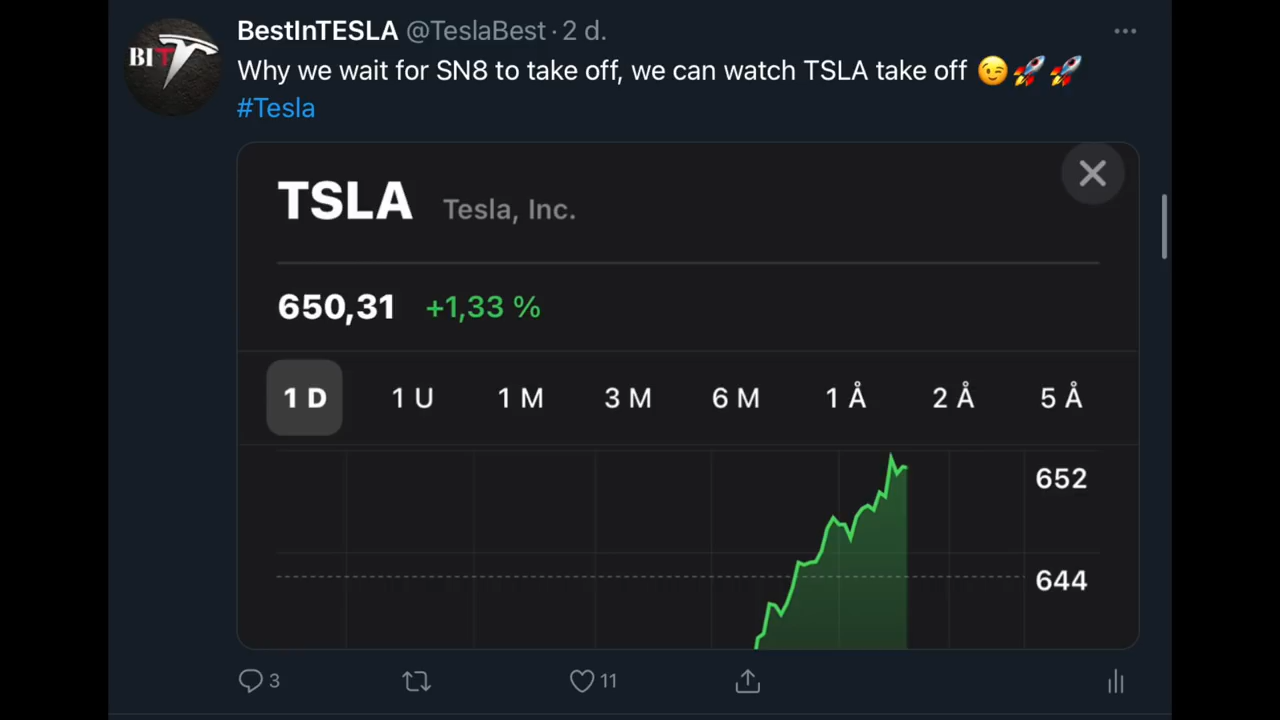 BestInTESLA @TeslaBest · 2 d.
BIT
Why we wait for SN8 to take off, we can watch TSLA take off 😉🚀🚀
#Tesla
TSLA Tesla, Inc.
650,31 +1,33 %
1 D 1 U 1 M 3 M 6 M 1 Å 2 Å 5 Å
652
644
3 11